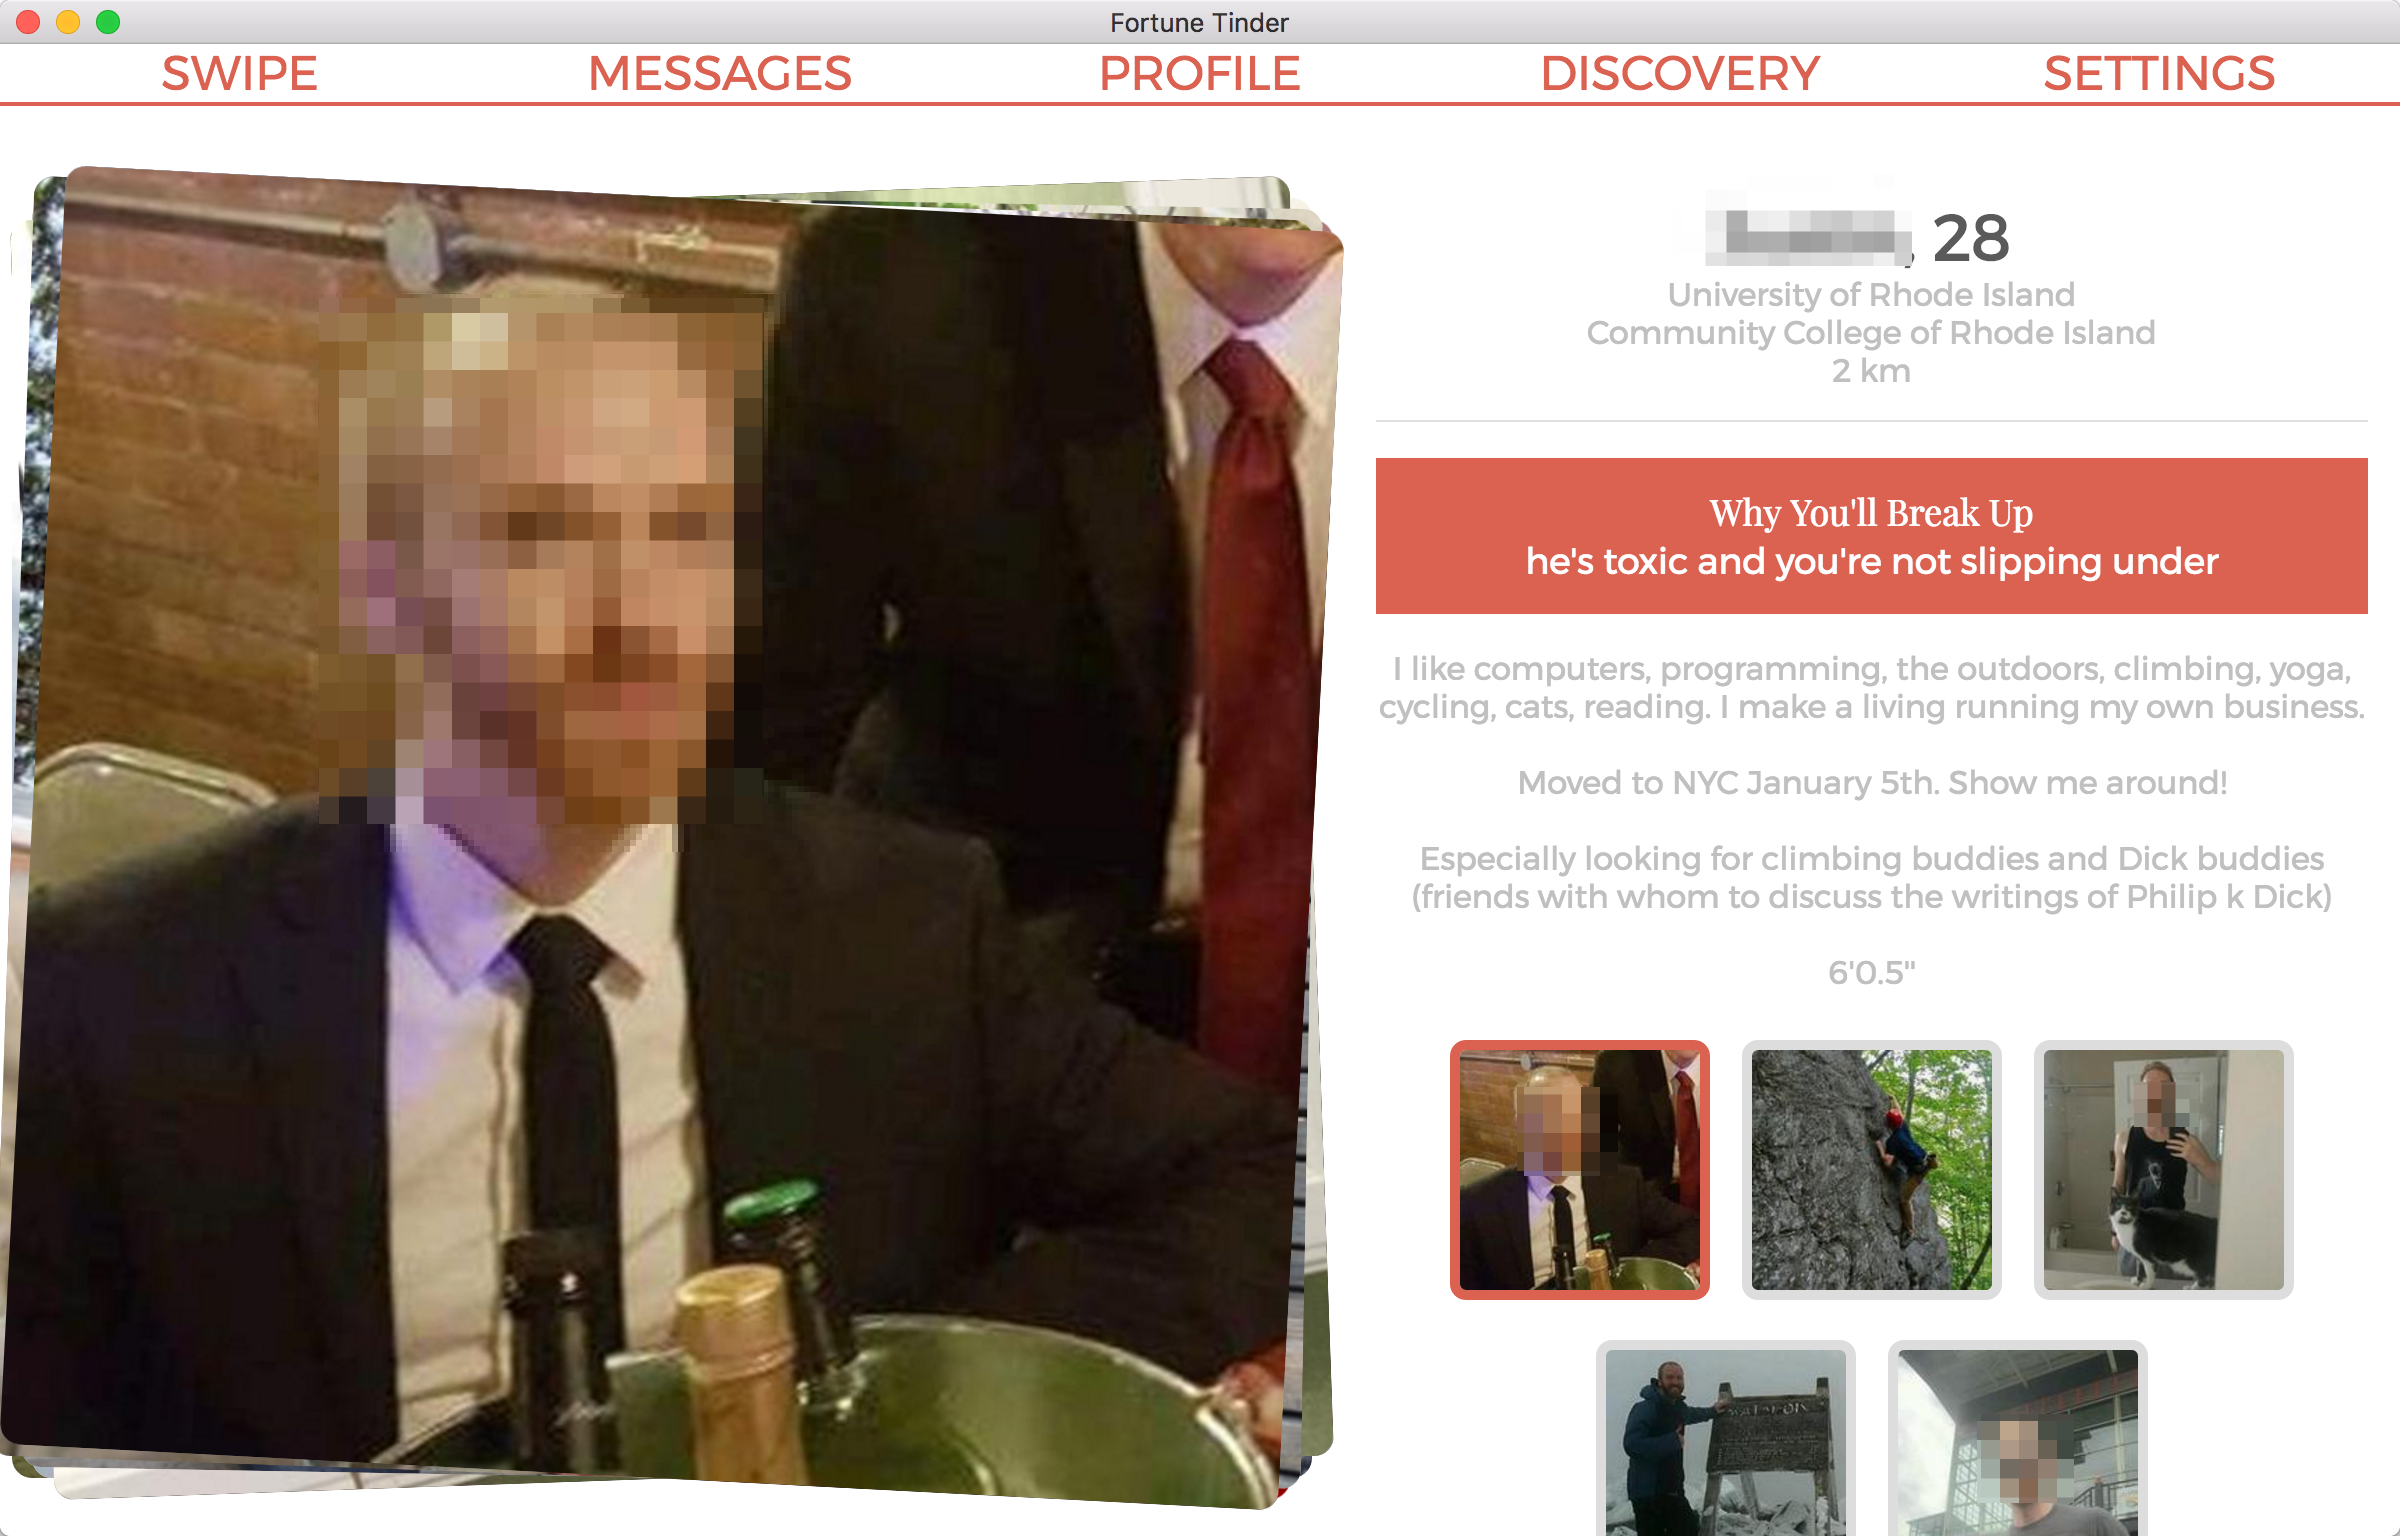 Fortune Tinder
SWIPE MESSAGES PROFILE DISCOVERY SETTINGS
, 28
University of Rhode Island
Community College of Rhode Island
2 km
Why You'll Break Up
he's toxic and you're not slipping under
I like computers, programming, the outdoors, climbing, yoga,
cycling, cats, reading. I make a living running my own business.
Moved to NYC January 5th. Show me around!
Especially looking for climbing buddies and Dick buddies
(friends with whom to discuss the writings of Philip k Dick)
6'0.5"